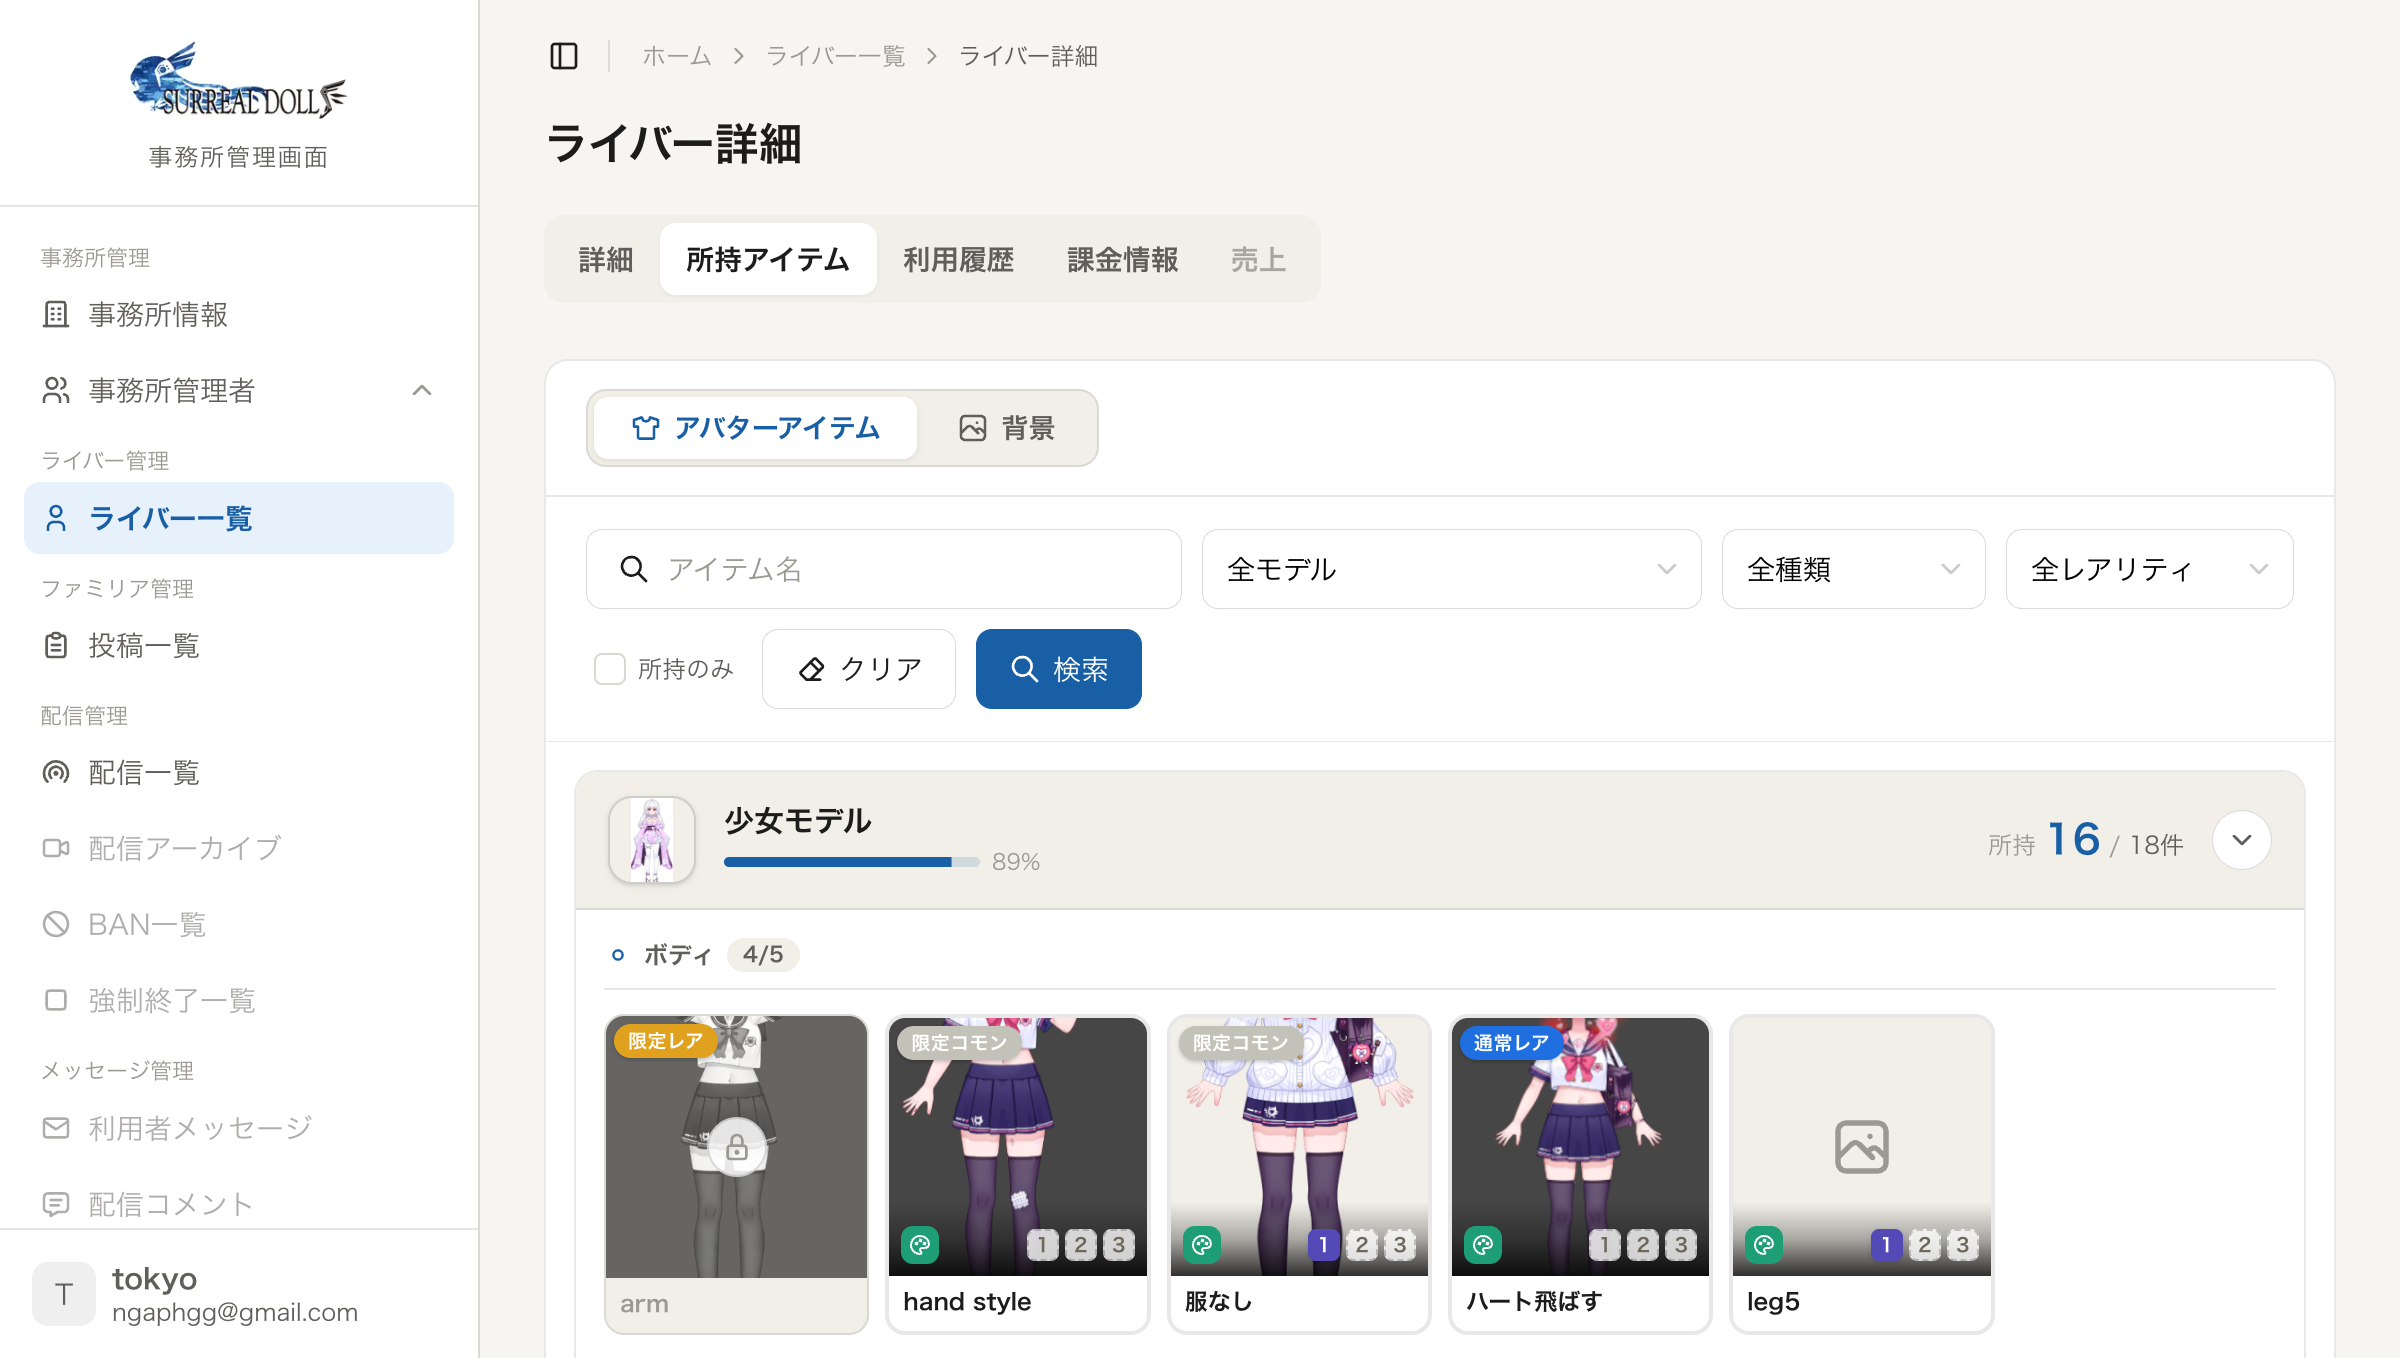 SURREAL DOLL
事務所管理画面
事務所管理
事務所情報
事務所管理者
ライバー管理
ライバー一覧
ファミリア管理
投稿一覧
配信管理
配信一覧
配信アーカイブ
BAN一覧
強制終了一覧
メッセージ管理
利用者メッセージ
配信コメント
T
tokyo
ngaphgg@gmail.com
ホーム > ライバー一覧 > ライバー詳細
ライバー詳細
詳細 所持アイテム 利用履歴 課金情報 売上
アバターアイテム 背景
アイテム名 全モデル 全種類 全レアリティ
所持のみ クリア 検索
少女モデル
89%
所持 16 / 18件
ボディ 4/5
限定レア
arm
限定コモン
1 2 3
hand style
限定コモン
1 2 3
服なし
通常レア
1 2 3
ハート飛ばす
1 2 3
leg5